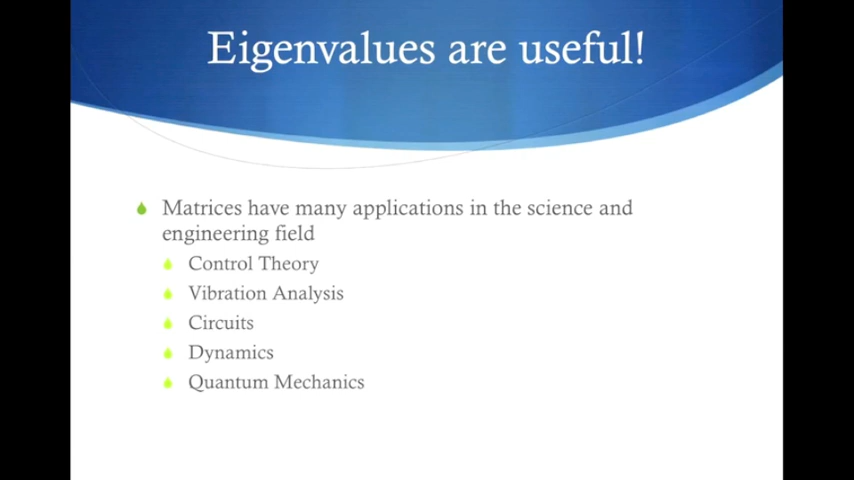 Eigenvalues are useful!
Matrices have many applications in the science and
engineering field
Control Theory
Vibration Analysis
Circuits
Dynamics
Quantum Mechanics